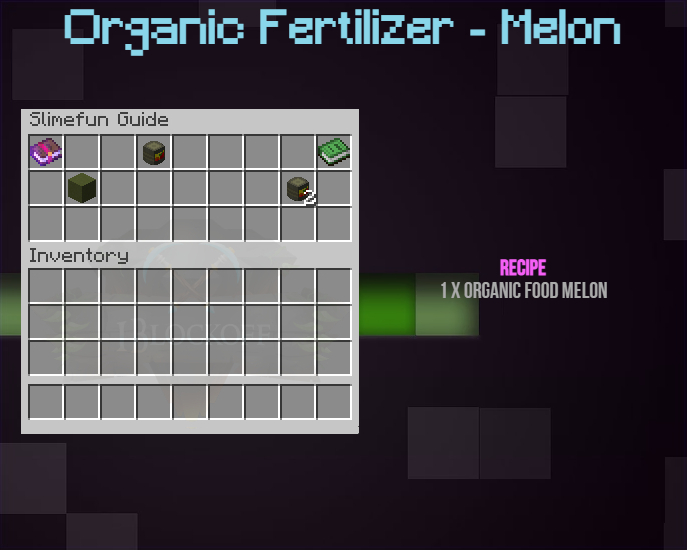 Organic Fertilizer - Melon
Slimefun Guide
2
Inventory
RECIPE
1 X ORGANIC FOOD MELON